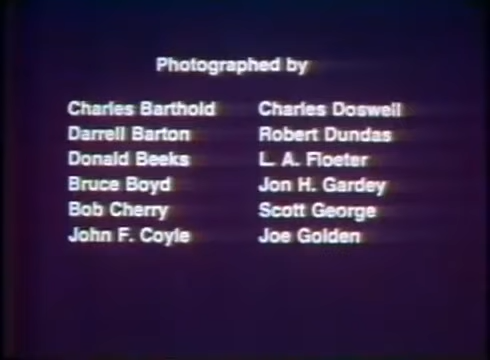 Photographed by
Charles Barthold
Charles Doswell
Darrell Barton
Robert Dundas
Donald Beeks
L. A. Floeter
Bruce Boyd
Jon H. Gardey
Bob Cherry
Scott George
John F. Coyle
Joe Golden